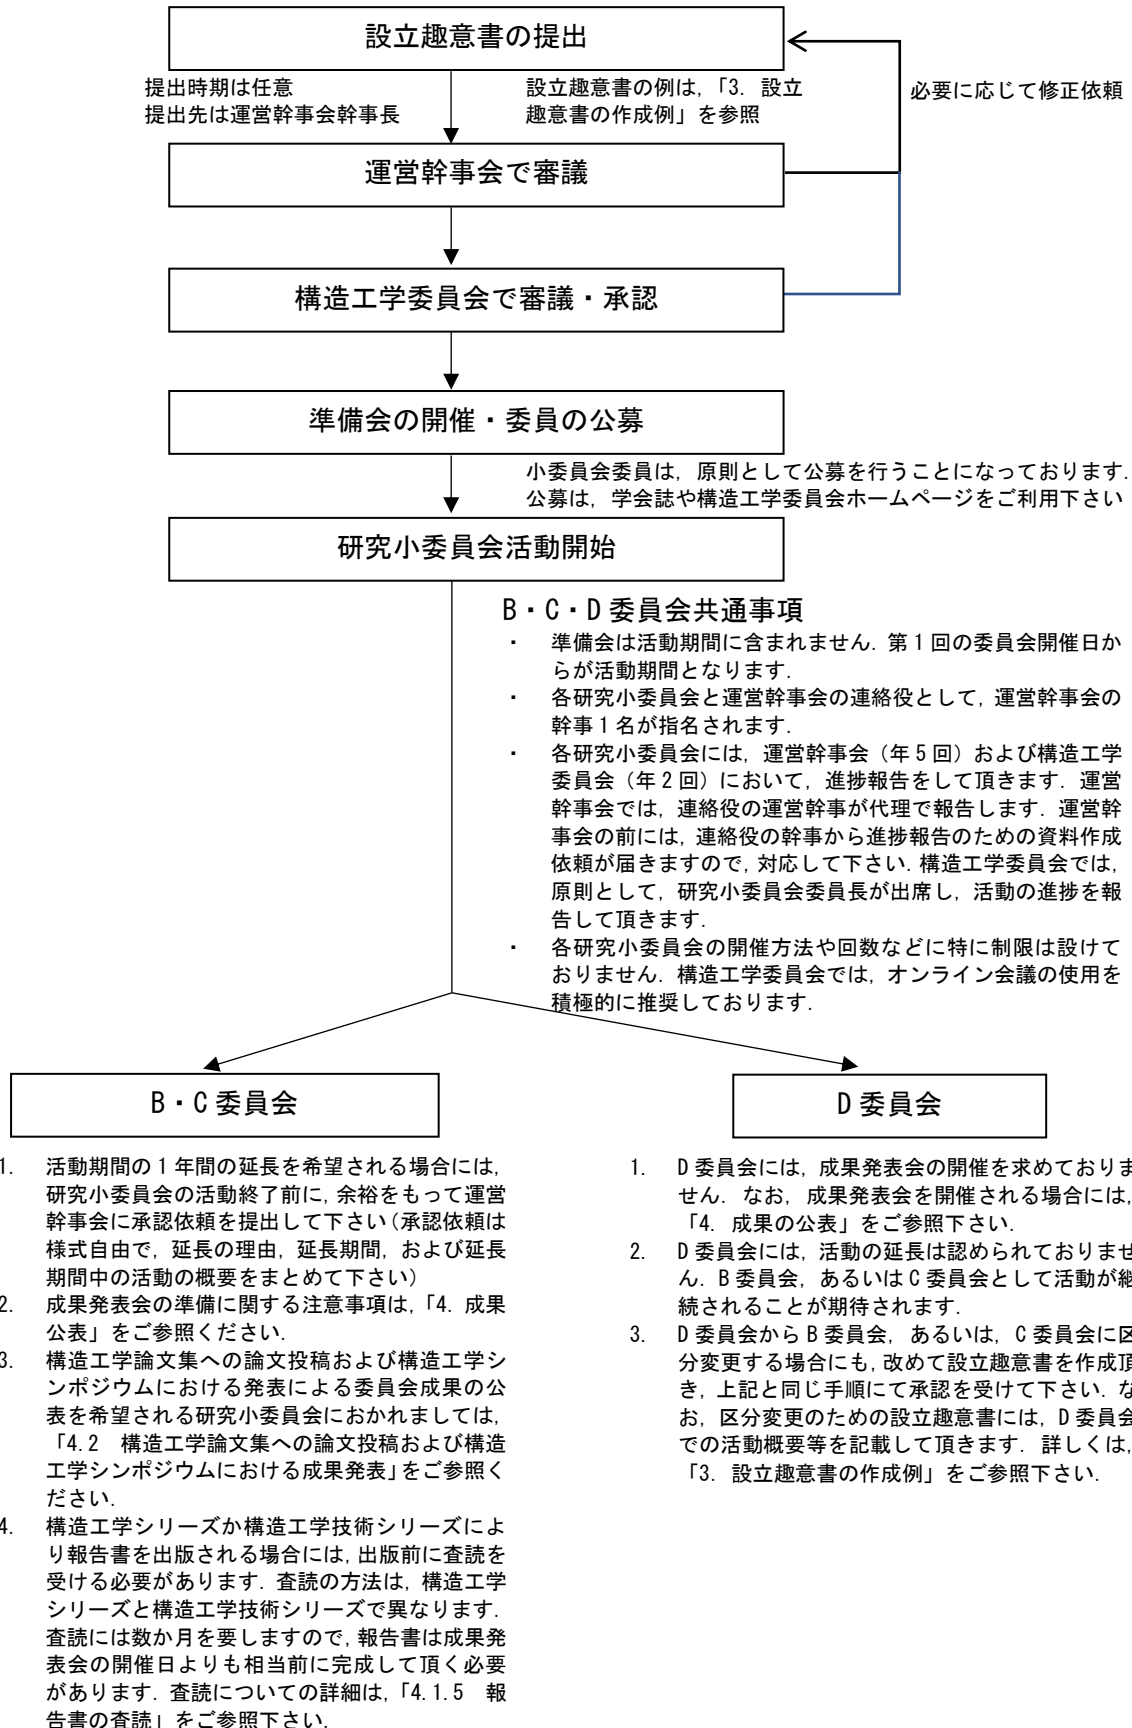 設立趣意書の提出
提出時期は任意
提出先は運営幹事会幹事長
設立趣意書の例は，「3．設立
趣意書の作成例」を参照
必要に応じて修正依頼
運営幹事会で審議
構造工学委員会で審議・承認
準備会の開催・委員の公募
小委員会委員は，原則として公募を行うことになっております．
公募は，学会誌や構造工学委員会ホームページをご利用下さい
研究小委員会活動開始
B・C・D 委員会共通事項
・ 準備会は活動期間に含まれません．第 1 回の委員会開催日か
らが活動期間となります．
・ 各研究小委員会と運営幹事会の連絡役として，運営幹事会の
幹事 1 名が指名されます．
・ 各研究小委員会には，運営幹事会（年 5 回）および構造工学
委員会（年 2 回）において，進捗報告をして頂きます．運営
幹事会では，連絡役の運営幹事が代理で報告します．運営幹
事会の前には，連絡役の幹事から進捗報告のための資料作成
依頼が届きますので，対応して下さい．構造工学委員会では，
原則として，研究小委員会委員長が出席し，活動の進捗を報
告して頂きます．
・ 各研究小委員会の開催方法や回数などに特に制限は設けて
おりません．構造工学委員会では，オンライン会議の使用を
積極的に推奨しております．
B・C 委員会
1. 活動期間の 1 年間の延長を希望される場合には，
研究小委員会の活動終了前に，余裕をもって運営
幹事会に承認依頼を提出して下さい（承認依頼は
様式自由で，延長の理由，延長期間，および延長
期間中の活動の概要をまとめて下さい）
2. 成果発表会の準備に関する注意事項は，「4．成果
公表」をご参照ください．
3. 構造工学論文集への論文投稿および構造工学シ
ンポジウムにおける発表による委員会成果の公
表を希望される研究小委員会におかれましては，
「4.2　構造工学論文集への論文投稿および構造
工学シンポジウムにおける成果発表」をご参照く
ださい．
4. 構造工学シリーズか構造工学技術シリーズによ
り報告書を出版される場合には，出版前に査読を
受ける必要があります．査読の方法は，構造工学
シリーズと構造工学技術シリーズで異なります．
査読には数か月を要しますので，報告書は成果発
表会の開催日よりも相当前に完成して頂く必要
があります．査読についての詳細は，「4.1.5　報
告書の査読」をご参照下さい．
D 委員会
1. D 委員会には，成果発表会の開催を求めておりま
せん．なお，成果発表会を開催される場合には，
「4．成果の公表」をご参照下さい．
2. D 委員会には，活動の延長は認められておりませ
ん．B 委員会，あるいは C 委員会として活動が継
続されることが期待されます．
3. D 委員会から B 委員会，あるいは，C 委員会に区
分変更する場合にも，改めて設立趣意書を作成頂
き，上記と同じ手順にて承認を受けて下さい．な
お，区分変更のための設立趣意書には，D 委員会
での活動概要等を記載して頂きます．詳しくは，
「3．設立趣意書の作成例」をご参照下さい．